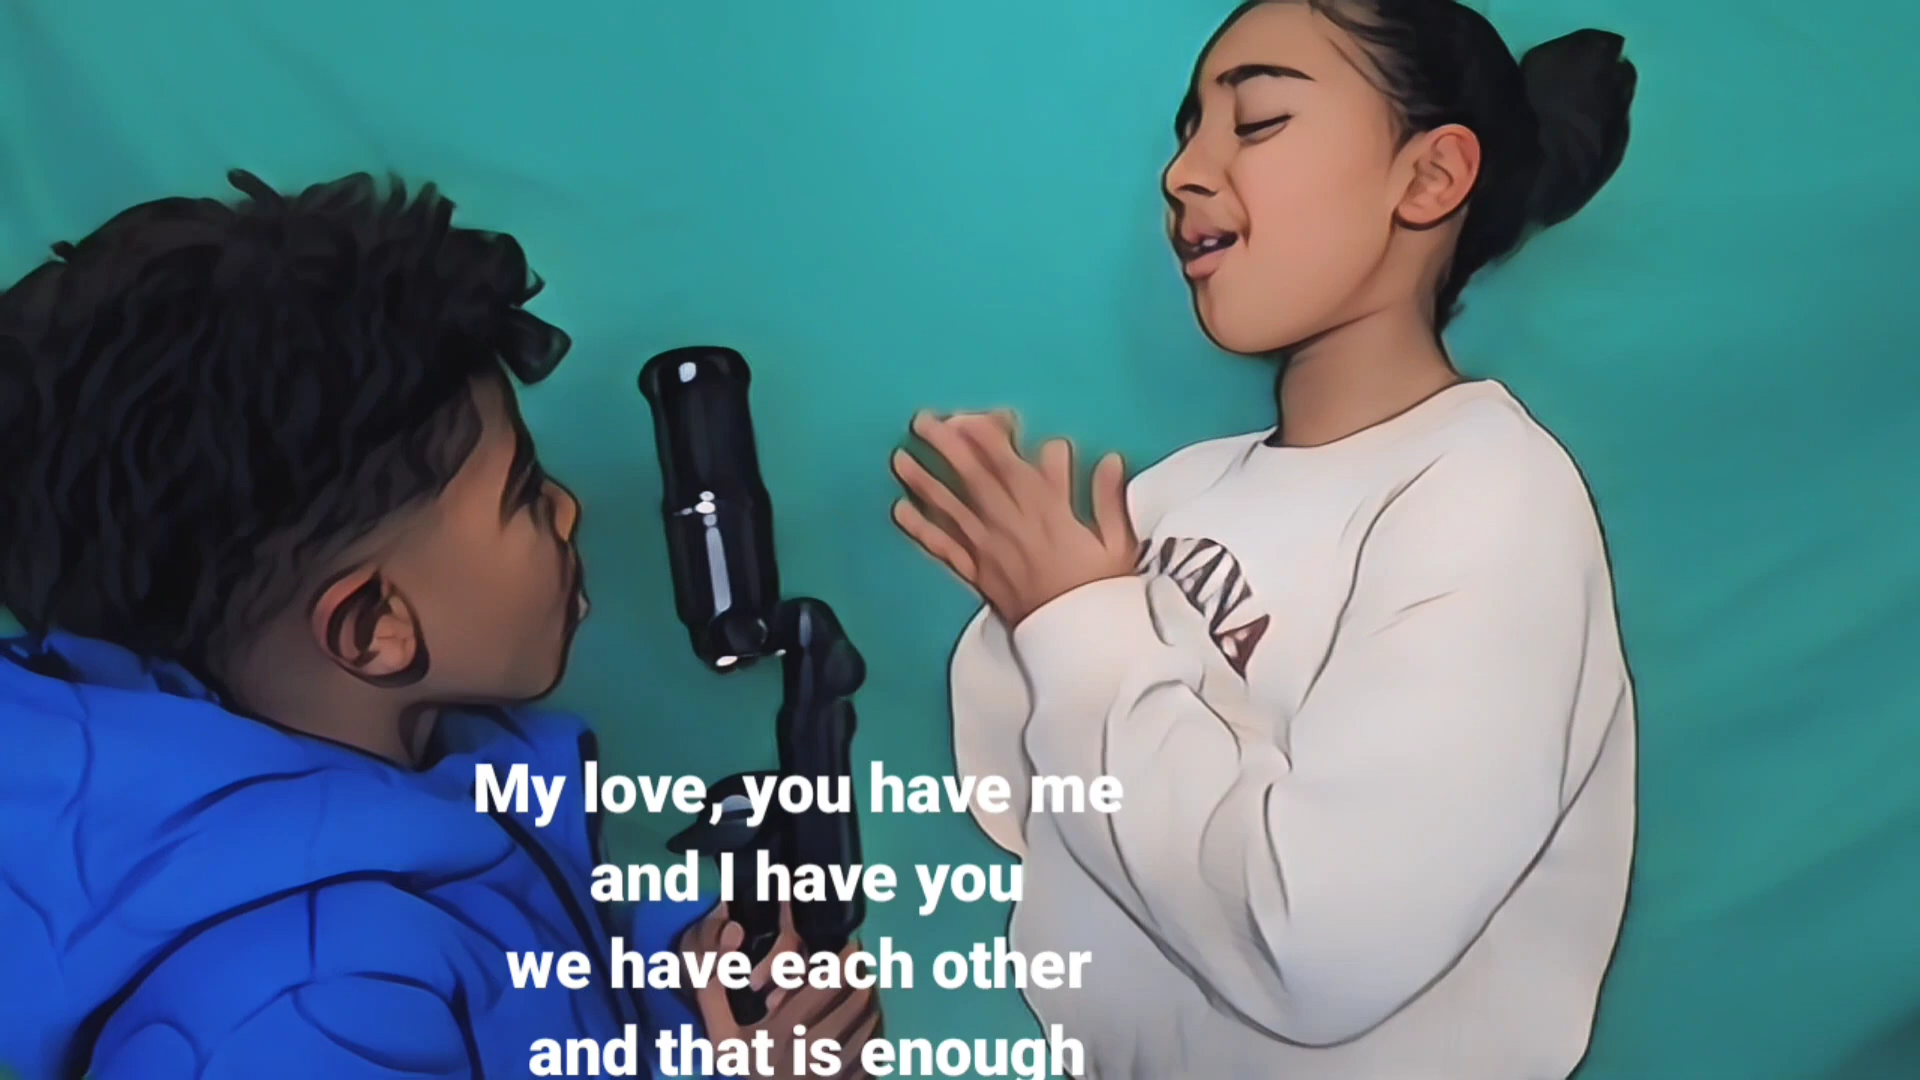 My love, you have me
and I have you
we have each other
and that is enough